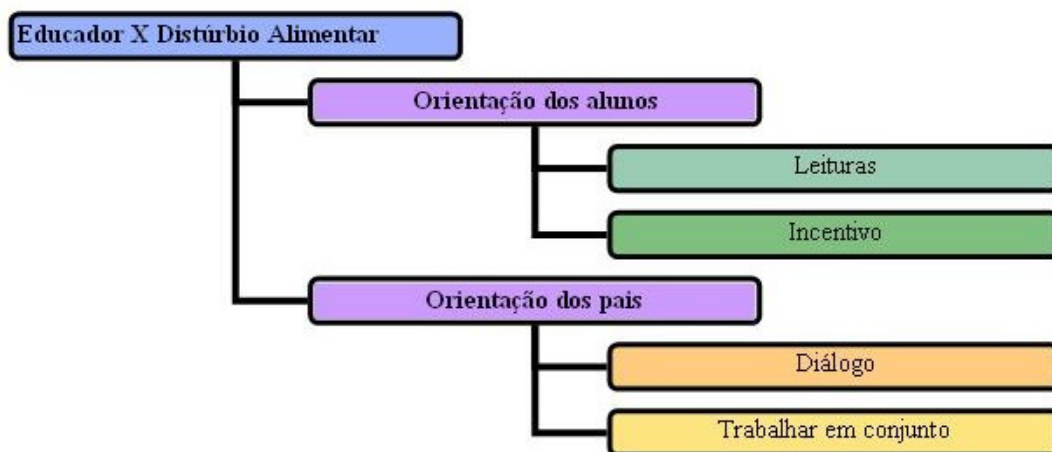 Educador X Distúrbio Alimentar
Orientação dos alunos
Leituras
Incentivo
Orientação dos pais
Diálogo
Trabalhar em conjunto